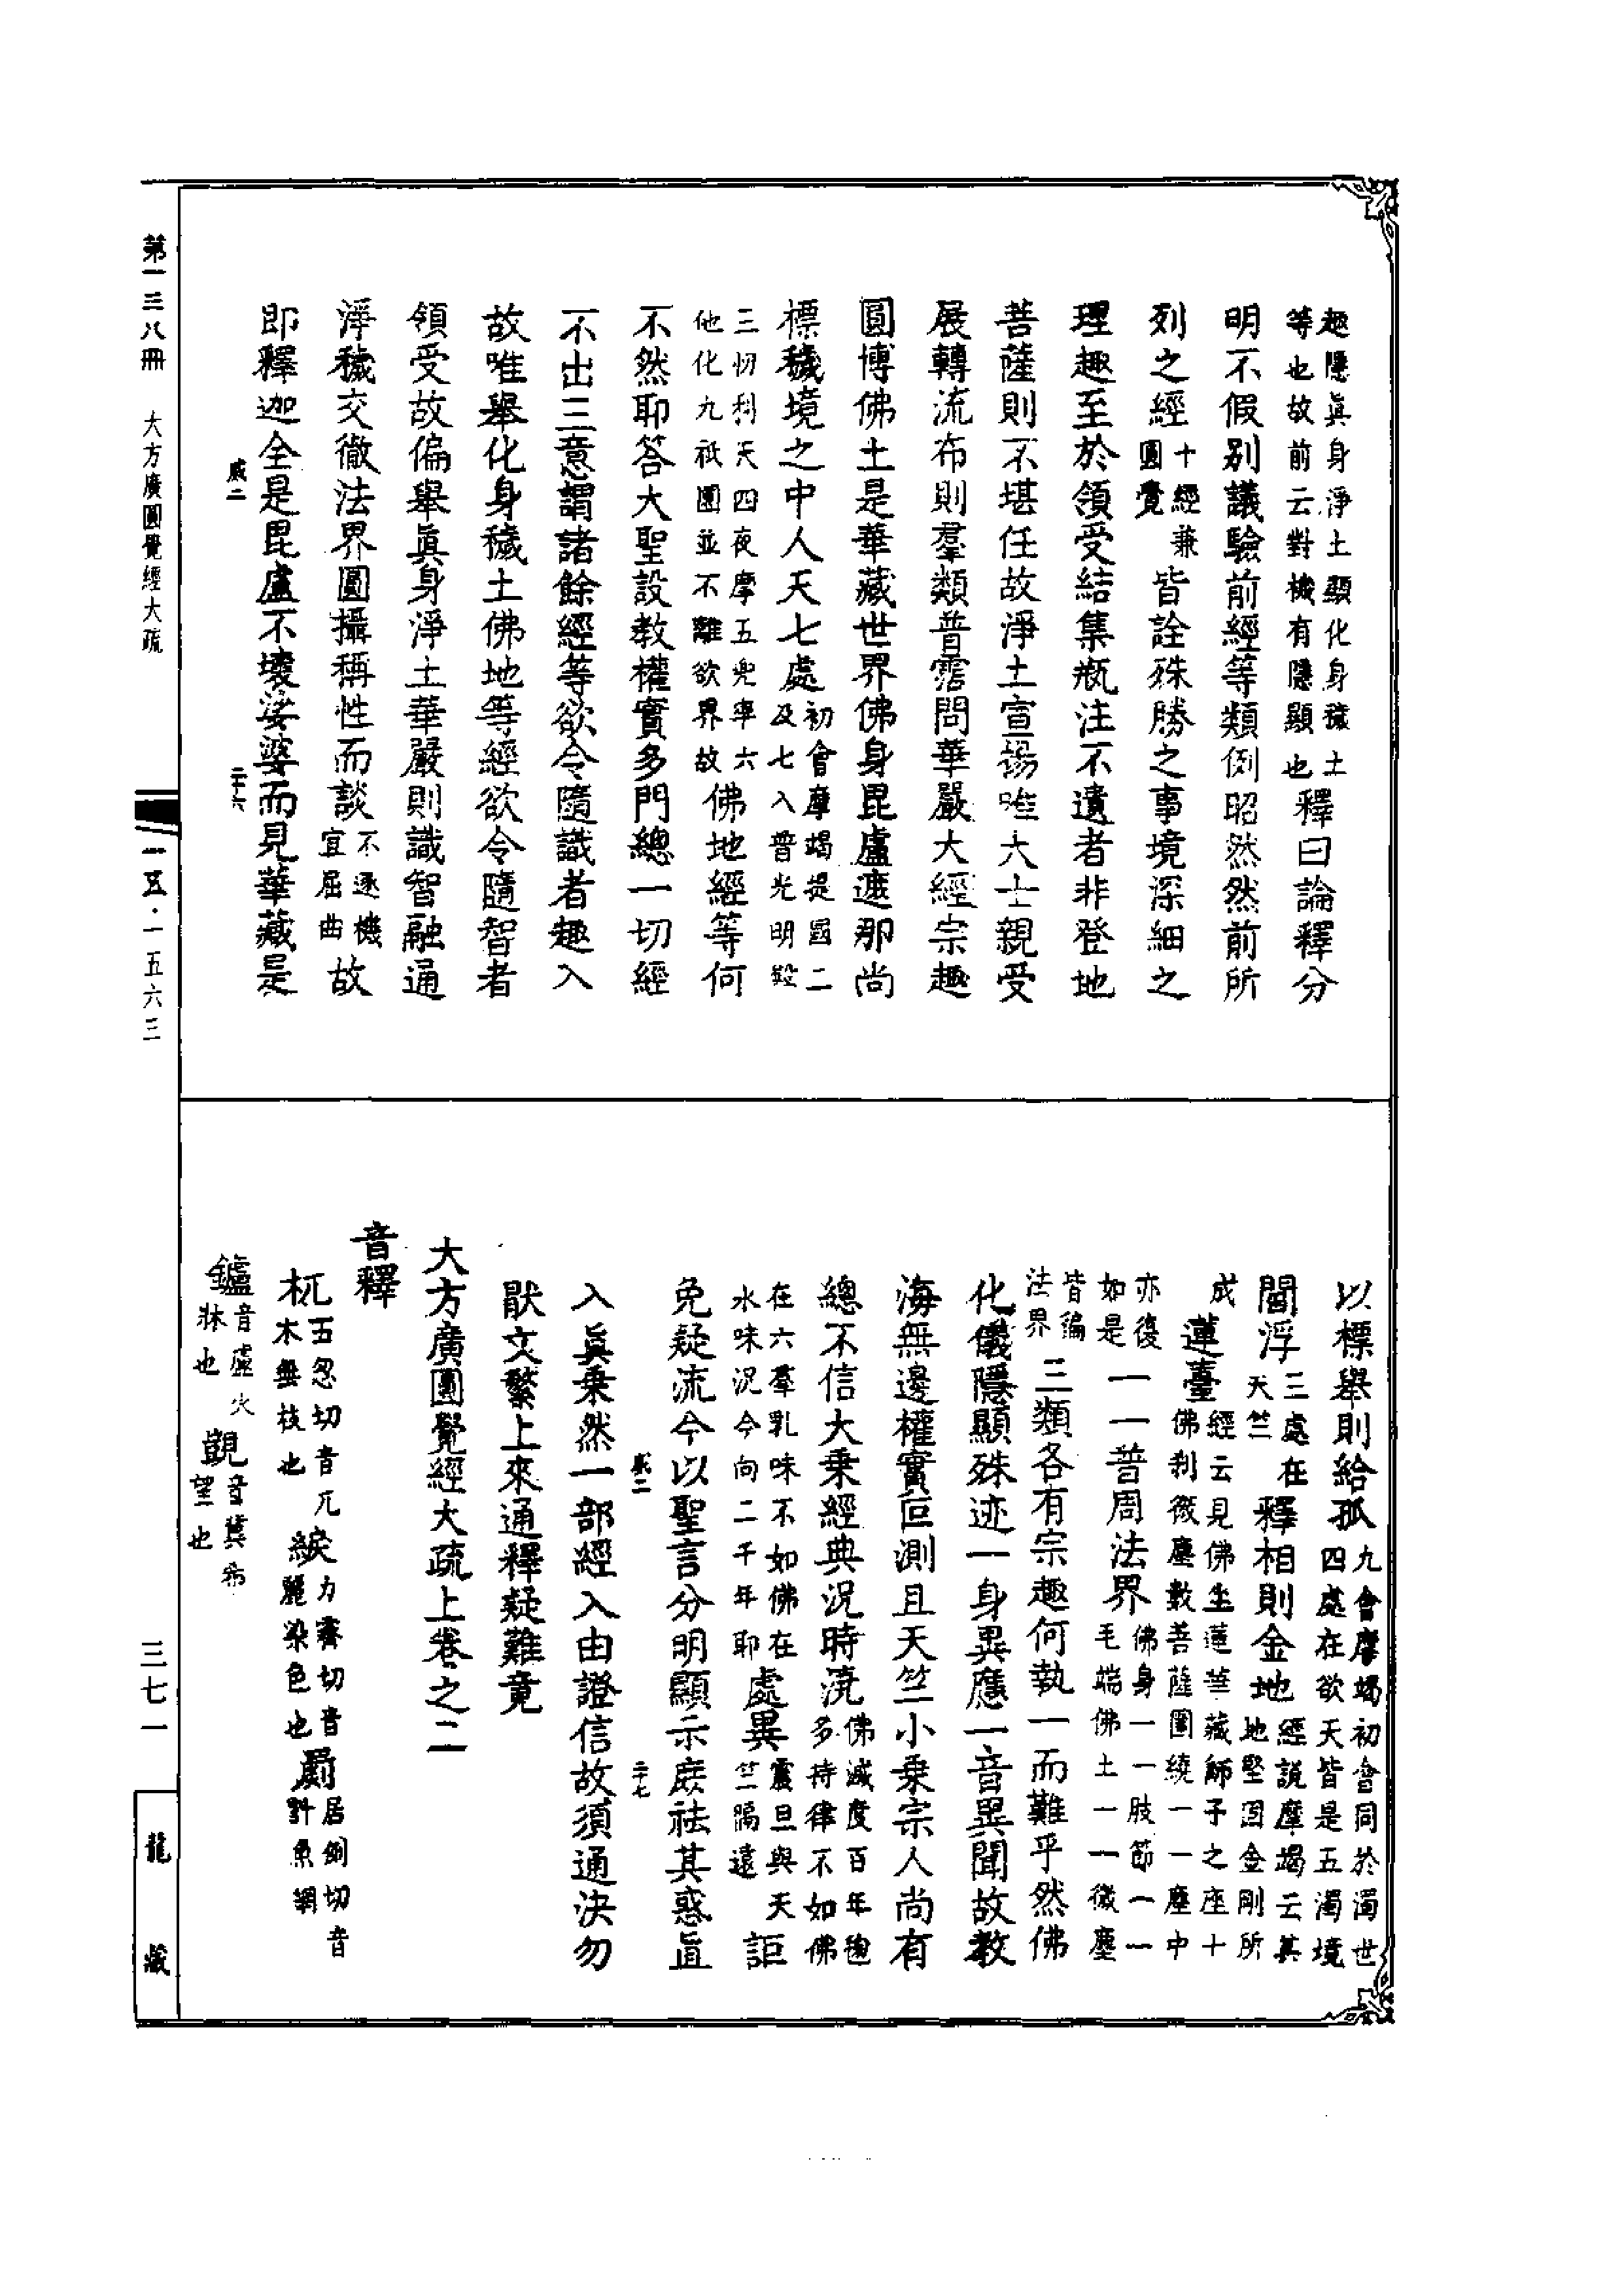 趣隱眞身淨土顯化身穢土
等也故前云對機有隱顯也釋曰論釋分
明不假別議驗前經等類例昭然然前所
列之經十經兼圓覺皆詮殊勝之事境深細之
理趣至於領受結集瓶注不遺者非登地
菩薩則不堪任故淨土宣揚唯大士親受
展轉流布則羣類普霑問華嚴大經宗趣
圓博佛土是華藏世界佛身毘盧遮那尚
標穢境之中人天七處初會摩竭提國二及七入普光明殿
三忉利天四夜摩五兜率六
他化九祇園並不離欲界故佛地經等何
不然耶答大聖設教權實多門總一切經
不出三意謂諸餘經等欲令隨識者趣入
故唯舉化身穢土佛地等經欲令隨智者
領受故偏舉眞身淨土華嚴則識智融通
淨穢交徹法界圓攝稱性而談不逐機宜屈曲故
即釋迦全是毘盧不壞娑婆而見華藏是
咸二
二十六
以標舉則給孤九會摩竭初會同於濁世四處在欲天皆是五濁境
閻浮三處在天竺釋相則金地經說摩竭云其地堅固金剛所
成蓮臺經云見佛坐蓮華藏師子之座十佛刹微塵數菩薩圍繞一一塵中
亦復如是一一普周法界佛身一一肢節一一毛端佛土一一微塵
皆徧法界三類各有宗趣何執一而難乎然佛
化儀隱顯殊迹一身異應一音異聞故教
海無邊權實叵測且天竺小乘宗人尚有
總不信大乘經典況時流佛滅度百年艷多持律不如佛
在六羣乳味不如佛在
水味況今向二千年耶處異震旦與天竺隔遠詎
免疑流今以聖言分明顯示庶祛其惑眞
咸二
二十七
入眞乘然一部經入由證信故須通決勿
猒文繫上來通釋疑難竟
大方廣圓覺經大疏上卷之二
音釋
杌五忽切音兀木無枝也 綟力霽切音麗染色也 罽居例切音計魚網
鑪音盧火牀也 覬音冀希望也
第一三八冊 大方廣圓覺經大疏
一五·一五六三
三七一
龍藏